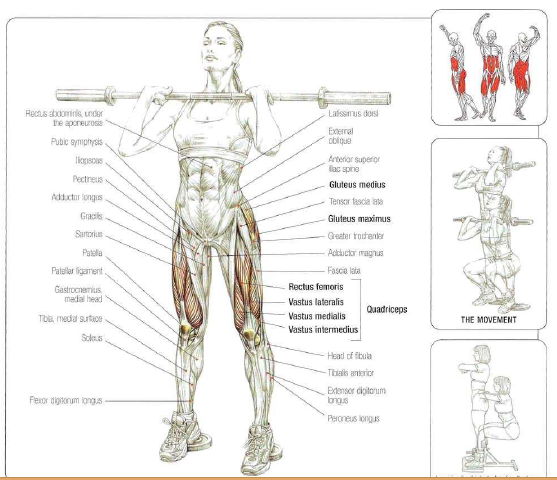 Rectus abdominis, under
the aponeurosis
Pubic symphysis
Iliopsoas
Pectineus
Adductor longus
Gracilis
Sartorius
Patella
Patellar ligament
Gastrocnemius,
medial head
Tibia, medial surface
Soleus
Flexor digitorum longus
Latissimus dorsi
External
oblique
Anterior superior
iliac spine
Gluteus medius
Tensor fascia lata
Gluteus maximus
Greater trochanter
Adductor magnus
Fascia lata
Rectus femoris
Vastus lateralis
Vastus medialis
Vastus intermedius
Quadriceps
Head of fibula
Tibialis anterior
Extensor digitorum
longus
Peroneus longus
THE MOVEMENT